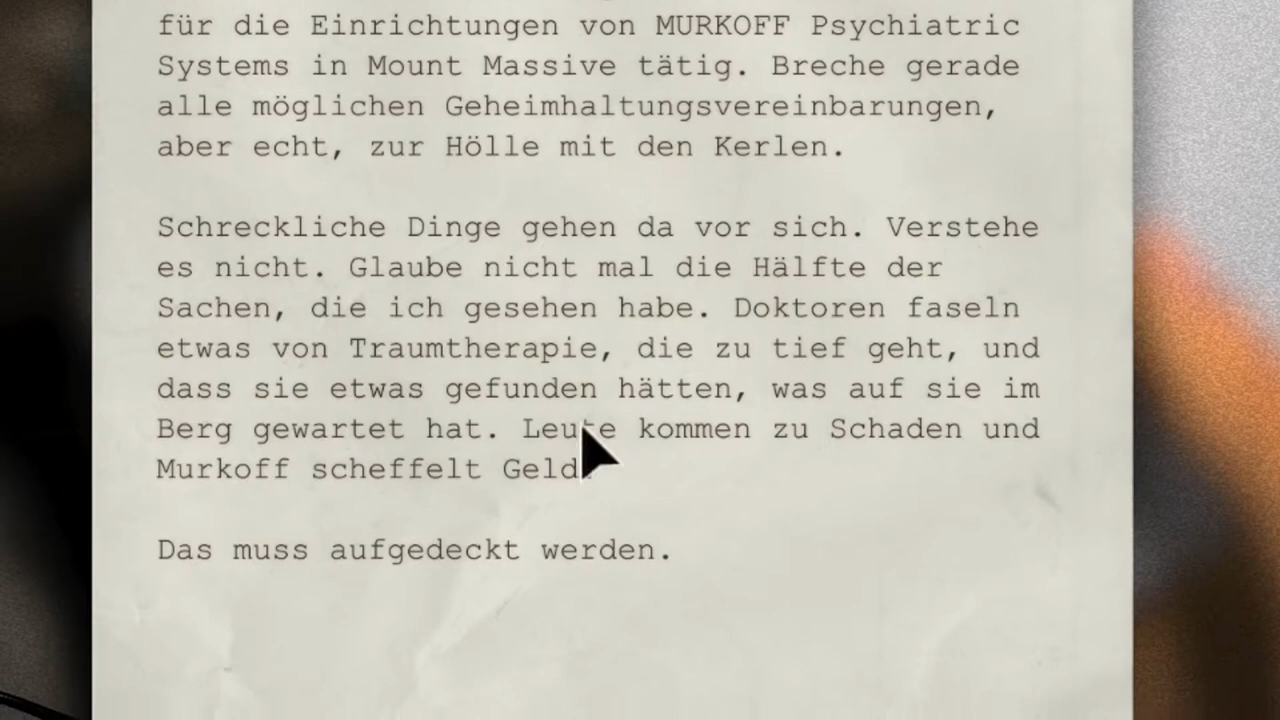 für die Einrichtungen von MURKOFF Psychiatric
Systems in Mount Massive tätig. Breche gerade
alle möglichen Geheimhaltungsvereinbarungen,
aber echt, zur Hölle mit den Kerlen.
Schreckliche Dinge gehen da vor sich. Verstehe
es nicht. Glaube nicht mal die Hälfte der
Sachen, die ich gesehen habe. Doktoren faseln
etwas von Traumtherapie, die zu tief geht, und
dass sie etwas gefunden hätten, was auf sie im
Berg gewartet hat. Leute kommen zu Schaden und
Murkoff scheffelt Geld.
Das muss aufgedeckt werden.